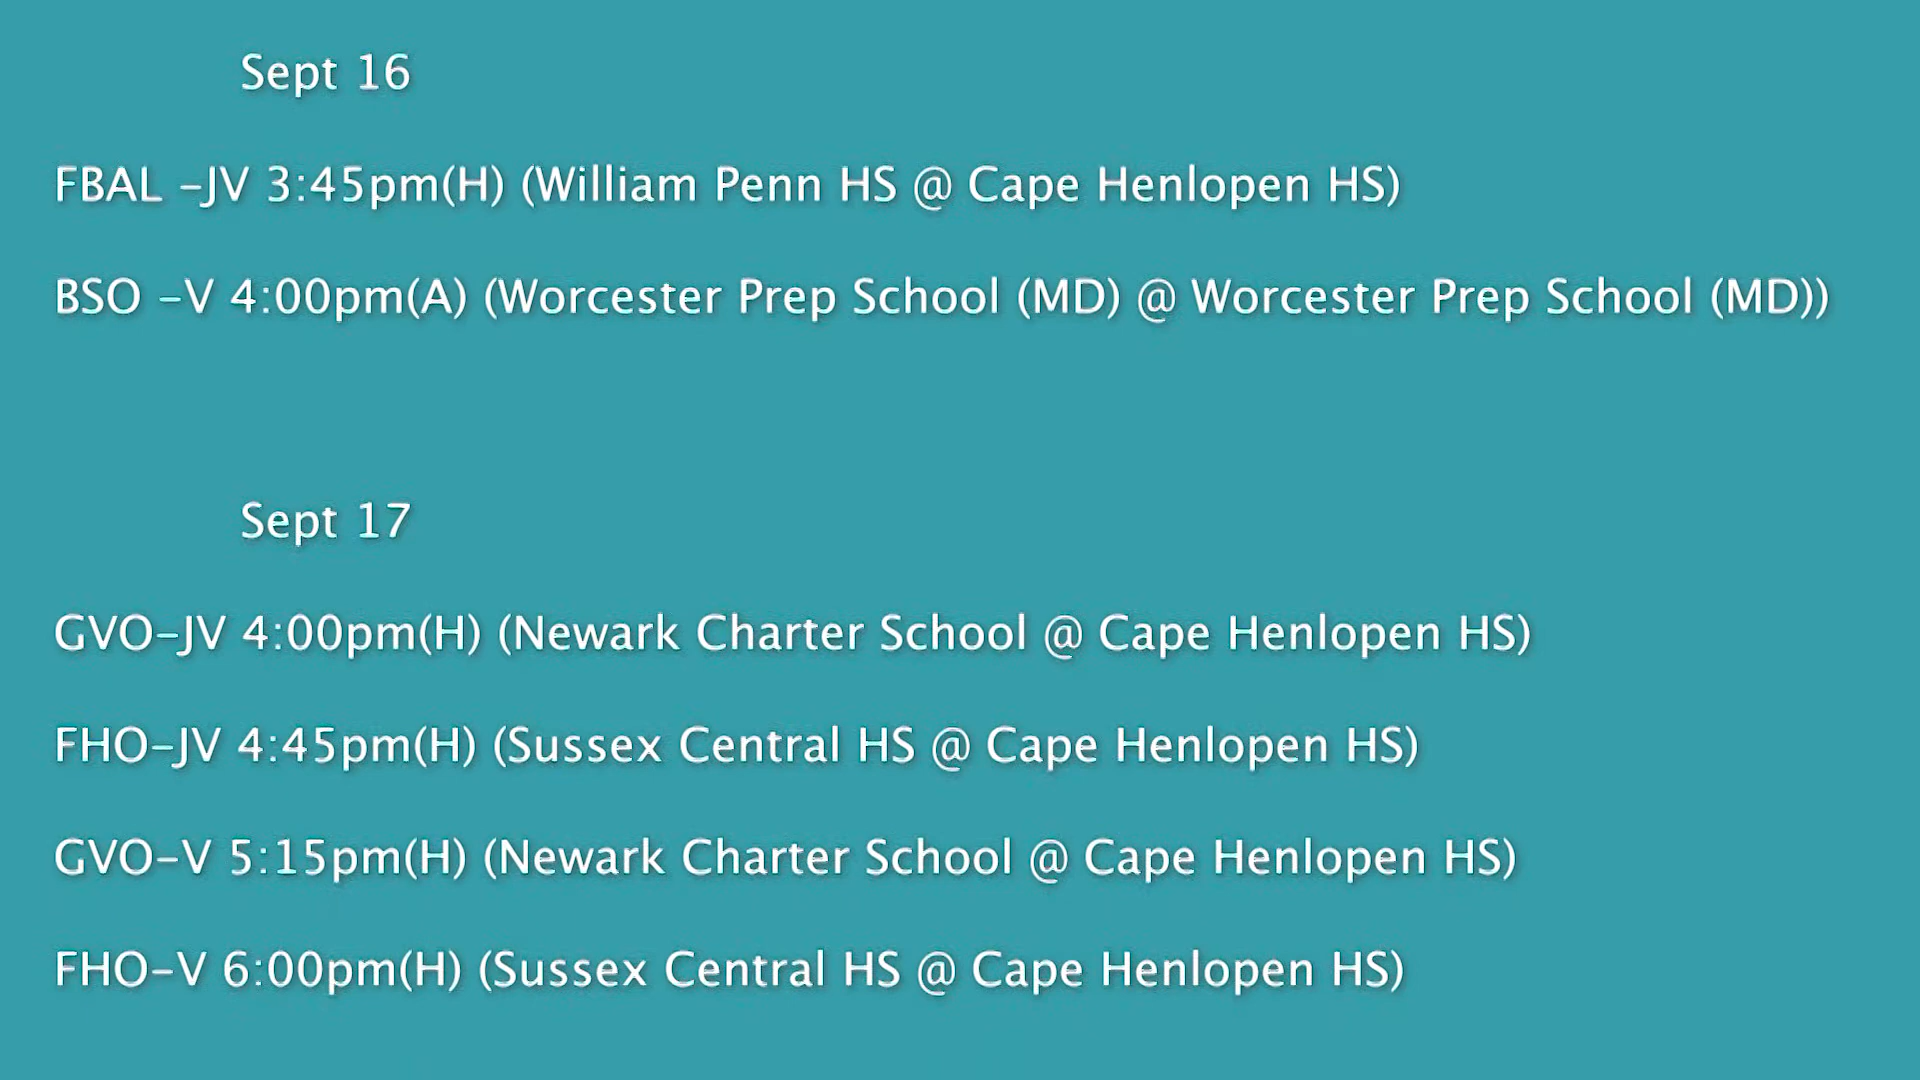 Sept 16
FBAL -JV 3:45pm(H) (William Penn HS @ Cape Henlopen HS)
BSO -V 4:00pm(A) (Worcester Prep School (MD) @ Worcester Prep School (MD))
Sept 17
GVO-JV 4:00pm(H) (Newark Charter School @ Cape Henlopen HS)
FHO-JV 4:45pm(H) (Sussex Central HS @ Cape Henlopen HS)
GVO-V 5:15pm(H) (Newark Charter School @ Cape Henlopen HS)
FHO-V 6:00pm(H) (Sussex Central HS @ Cape Henlopen HS)